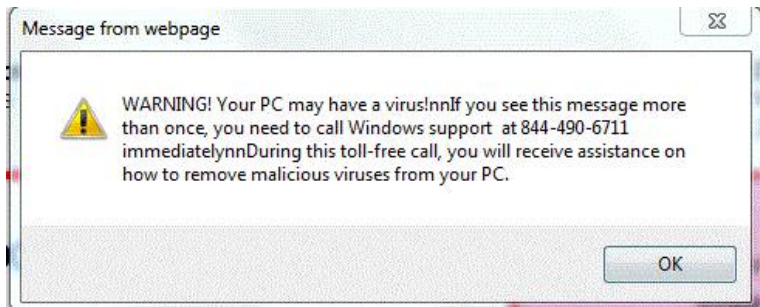 Message from webpage
WARNING! Your PC may have a virus!nnIf you see this message more
than once, you need to call Windows support  at 844-490-6711
immediatelynnDuring this toll-free call, you will receive assistance on
how to remove malicious viruses from your PC.
OK